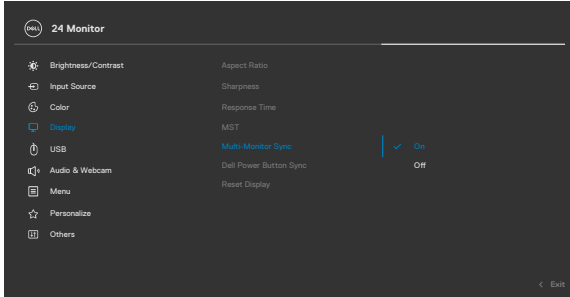 DELL 24 Monitor
Brightness/Contrast
Input Source
Color
Display
USB
Audio & Webcam
Menu
Personalize
Others
Aspect Ratio
Sharpness
Response Time
MST
Multi-Monitor Sync
Dell Power Button Sync
Reset Display
On
Off
Exit